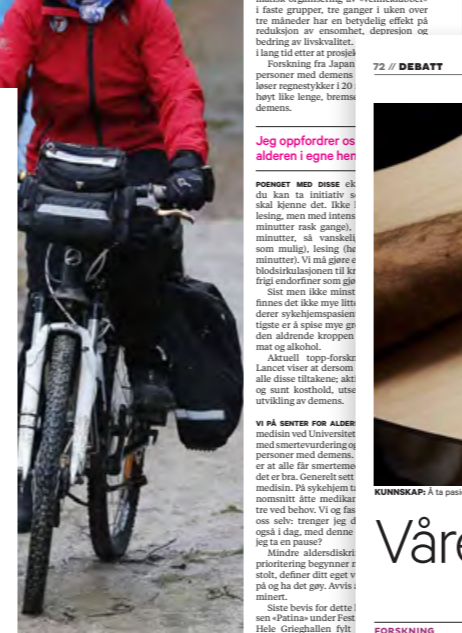 i faste grupper, tre ganger i uken over
tre måneder har en betydelig effekt på
reduksjon av ensomhet, depresjon og
bedring av livskvalitet.
i lang tid etter at prosjek
Forskning fra Japan
personer med demens
løser regnestykker i 20
høyt like lenge, bremse
demens.
Jeg oppfordrer os
alderen i egne hen
POENGET MED DISSE ek
du kan ta initiativ s
skal kjenne det. Ikke
lesing, men med intens
minutter rask gange),
minutter, så vanskelig
som mulig), lesing (hø
minutter). Vi må gjøre e
blodsirkulasjonen til kr
frigi endorfiner som gjø
Sist men ikke minst
finnes det ikke mye litte
derer sykehjemspasient
tigste er å spise mye gr
den aldrende kroppen
mat og alkohol.
Aktuell topp-forskn
Lancet viser at dersom
alle disse tiltakene; akti
og sunt kosthold, utse
utvikling av demens.
VI PÅ SENTER FOR ALDER
medisin ved Universitet
med smertevurdering og
personer med demens.
er at alle får smertemed
det er bra. Generelt sett
medisin. På sykehjem ta
nomsnitt åtte medikam
tre ved behov. Vi og fas
oss selv: trenger jeg d
også i dag, med denne
jeg ta en pause?
Mindre aldersdiskri
prioritering begynner
stolt, definer ditt eget v
på og ha det gøy. Avvis
minert.
Siste bevis for dette
sen «Patina» under Fest
Hele Grieghallen fylt
72 // DEBATT
KUNNSKAP: Å ta pasi
Våre
FORSKNING